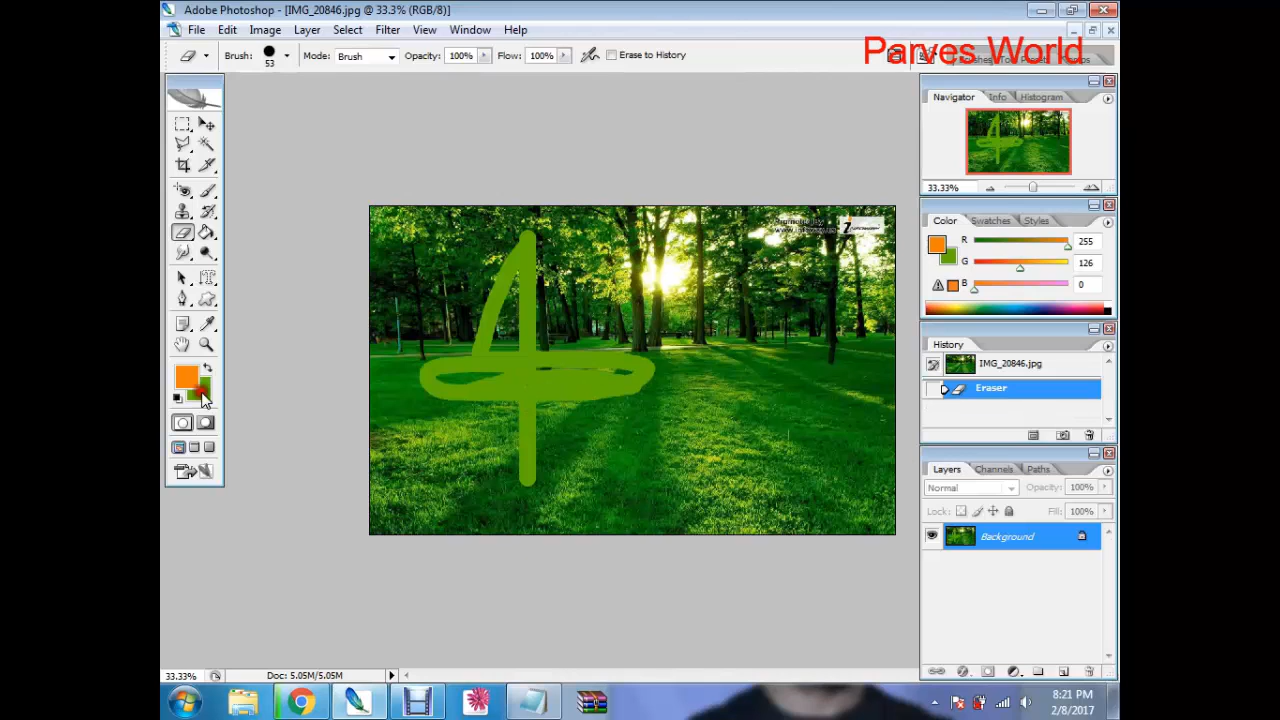 Adobe Photoshop - [IMG_20846.jpg @ 33.3% (RGB/8)]
File Edit Image Layer Select Filter View Window Help
Parves World
Brush: 53 Mode: Brush Opacity: 100% Flow: 100% Erase to History
Navigator Info Histogram
33.33%
Color Swatches Styles
R 255
G 126
B 0
History
IMG_20846.jpg
Eraser
Layers Channels Paths
Normal Opacity: 100%
Lock: Fill: 100%
Background
4
33.33% Doc: 5.05M/5.05M
8:21 PM
2/8/2017